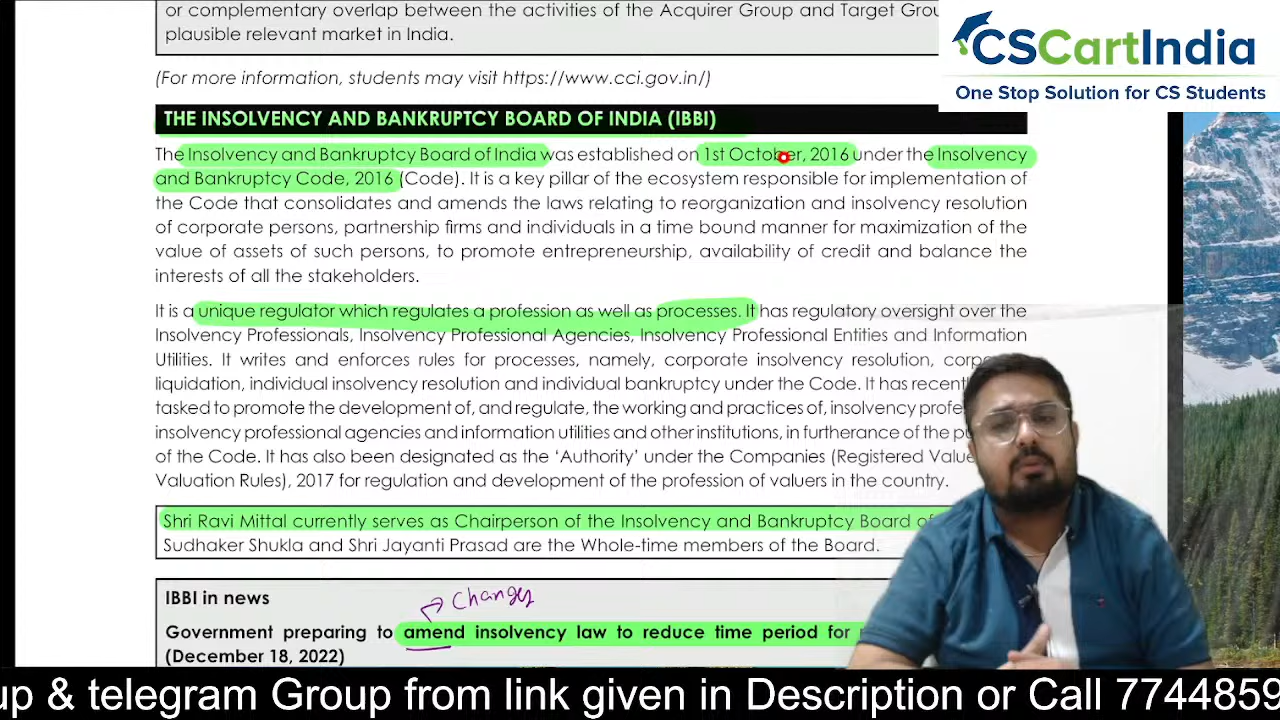 or complementary overlap between the activities of the Acquirer Group and Target
plausible relevant market in India.
(For more information, students may visit https://www.cci.gov.in/)
CSCartIndia
One Stop Solution for CS Students
THE INSOLVENCY AND BANKRUPTCY BOARD OF INDIA (IBBI)
The Insolvency and Bankruptcy Board of India was established on 1st October, 2016 under the Insolvency
and Bankruptcy Code, 2016 (Code). It is a key pillar of the ecosystem responsible for implementation of
the Code that consolidates and amends the laws relating to reorganization and insolvency resolution
of corporate persons, partnership firms and individuals in a time bound manner for maximization of the
value of assets of such persons, to promote entrepreneurship, availability of credit and balance the
interests of all the stakeholders.
It is a unique regulator which regulates a profession as well as processes. It has regulatory oversight over the
Insolvency Professionals, Insolvency Professional Agencies, Insolvency Professional Entities and Information
Utilities. It writes and enforces rules for processes, namely, corporate insolvency resolution,
liquidation, individual insolvency resolution and individual bankruptcy under the Code. It has
tasked to promote the development of, and regulate, the working and practices of, insolvency
insolvency professional agencies and information utilities and other institutions, in furtherance of the
of the Code. It has also been designated as the ‘Authority’ under the Companies (Registered
Valuation Rules), 2017 for regulation and development of the profession of valuers in the country.
Shri Ravi Mittal currently serves as Chairperson of the Insolvency and Bankruptcy Board of
Sudhaker Shukla and Shri Jayanti Prasad are the Whole-time members of the Board.
IBBI in news
Changes
Government preparing to amend insolvency law to reduce time period for
(December 18, 2022)
up & telegram Group from link given in Description or Call 7744859